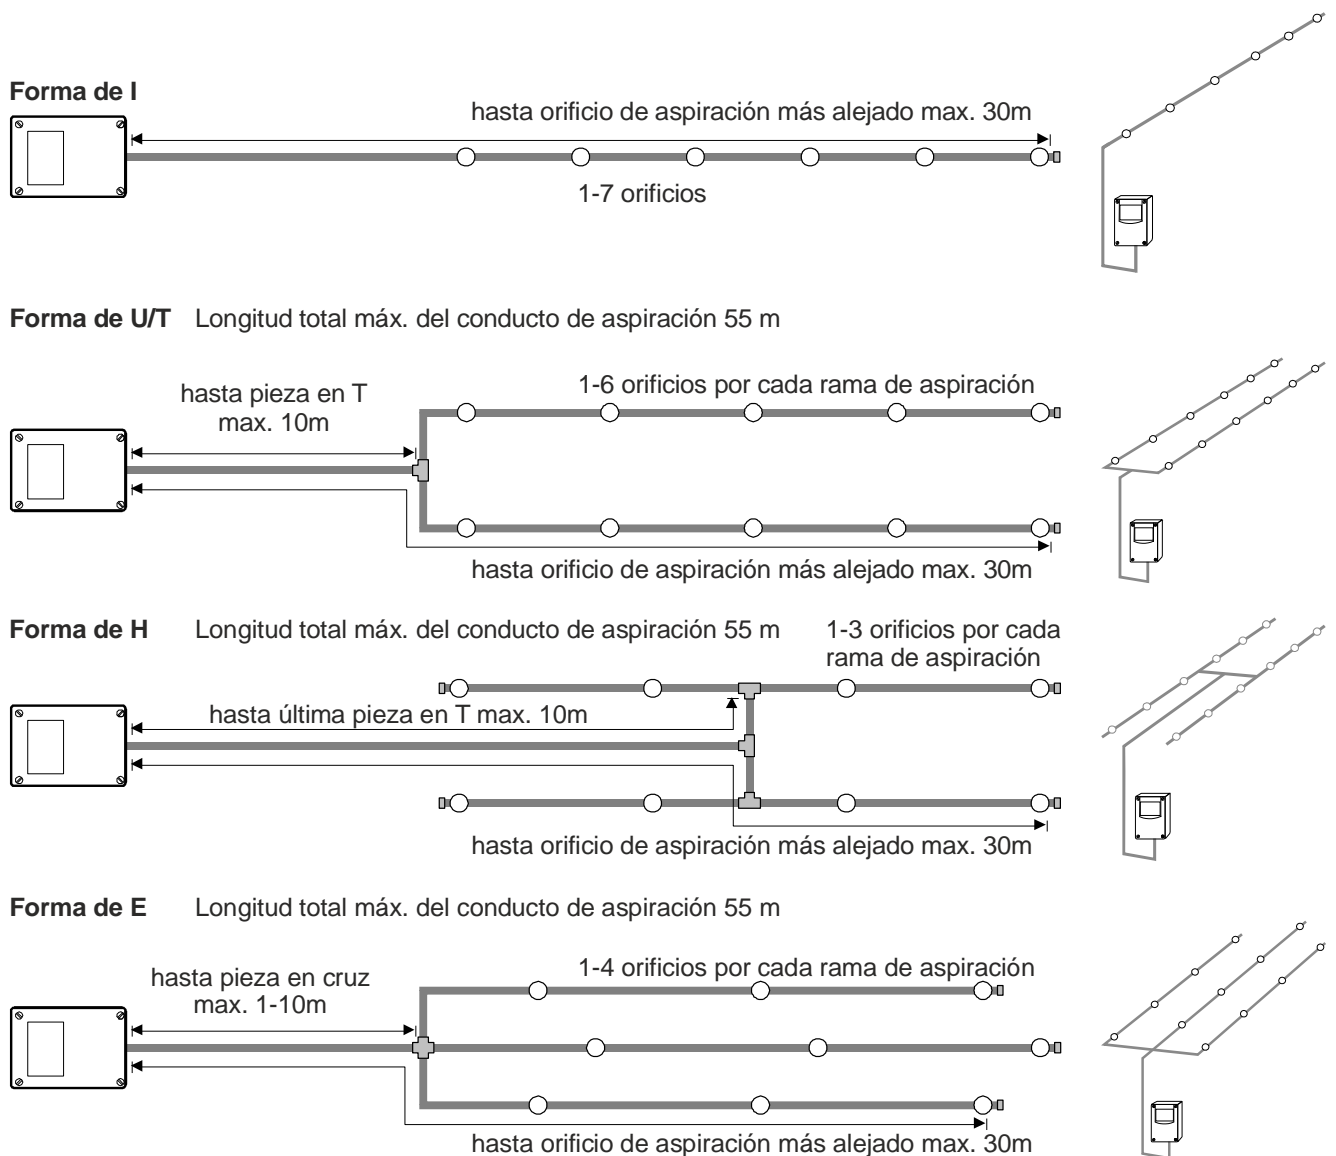 Forma de I
hasta orificio de aspiración más alejado max. 30m
1-7 orificios
Forma de U/T Longitud total máx. del conducto de aspiración 55 m
hasta pieza en T
max. 10m
1-6 orificios por cada rama de aspiración
hasta orificio de aspiración más alejado max. 30m
Forma de H Longitud total máx. del conducto de aspiración 55 m
1-3 orificios por cada
rama de aspiración
hasta última pieza en T max. 10m
hasta orificio de aspiración más alejado max. 30m
Forma de E Longitud total máx. del conducto de aspiración 55 m
hasta pieza en cruz
max. 1-10m
1-4 orificios por cada rama de aspiración
hasta orificio de aspiración más alejado max. 30m